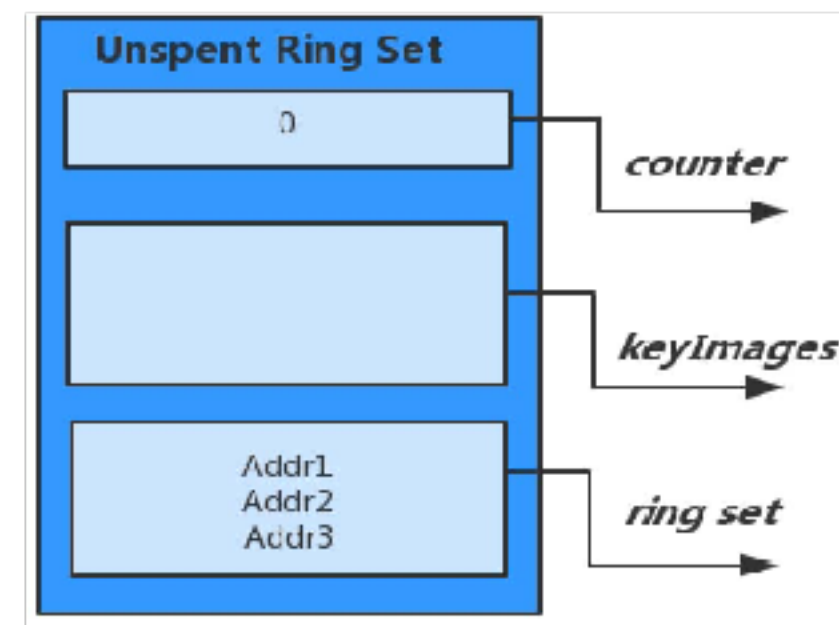 Unspent Ring Set
0
counter
keyImages
Addr1
Addr2
Addr3
ring set